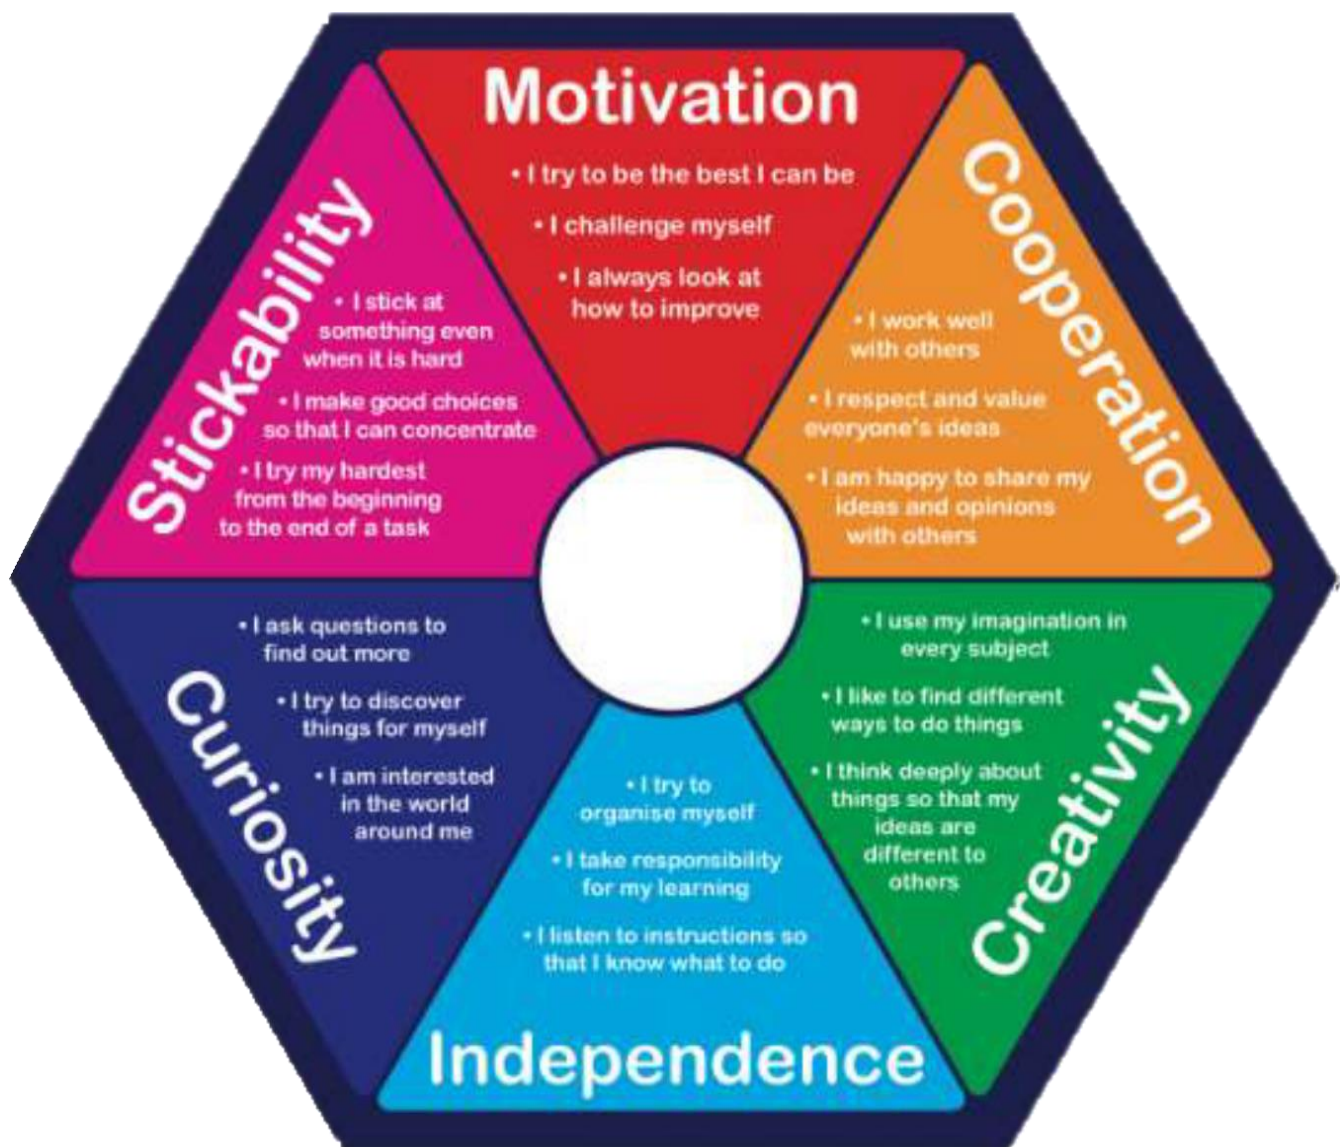 Motivation
• I try to be the best I can be
• I challenge myself
• I always look at
how to improve
Cooperation
• I work well
with others
• I respect and value
everyone's ideas
• I am happy to share my
ideas and opinions
with others
Creativity
• I use my imagination in
every subject
• I like to find different
ways to do things
• I think deeply about
things so that my
ideas are
different to
others
Independence
• I try to
organise myself
• I take responsibility
for my learning
• I listen to instructions so
that I know what to do
Curiosity
• I ask questions to
find out more
• I try to discover
things for myself
• I am interested
in the world
around me
Stickability
• I stick at
something even
when it is hard
• I make good choices
so that I can concentrate
• I try my hardest
from the beginning
to the end of a task